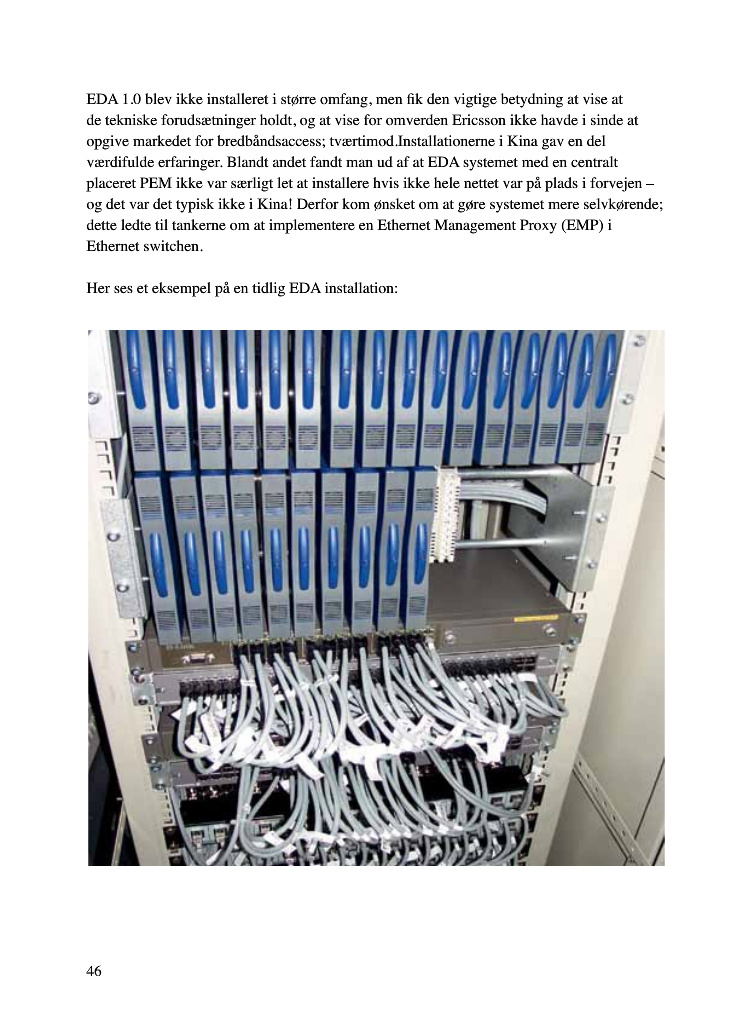 EDA 1.0 blev ikke installeret i større omfang, men fik den vigtige betydning at vise at
de tekniske forudsætninger holdt, og at vise for omverden Ericsson ikke havde i sinde at
opgive markedet for bredbåndsaccess; tværtimod.Installationerne i Kina gav en del
værdifulde erfaringer. Blandt andet fandt man ud af at EDA systemet med en centralt
placeret PEM ikke var særligt let at installere hvis ikke hele nettet var på plads i forvejen –
og det var det typisk ikke i Kina! Derfor kom ønsket om at gøre systemet mere selvkørende;
dette ledte til tankerne om at implementere en Ethernet Management Proxy (EMP) i
Ethernet switchen.
Her ses et eksempel på en tidlig EDA installation:
46